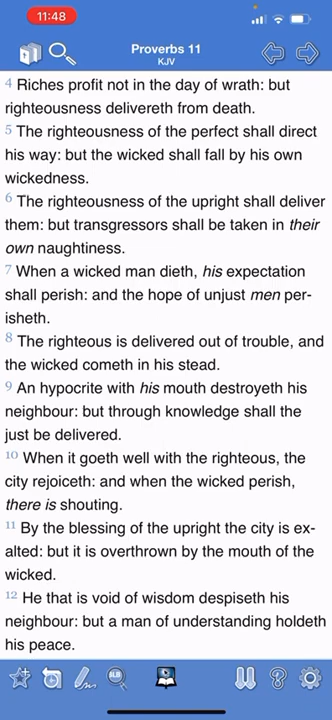 11:48
Proverbs 11
KJV
4 Riches profit not in the day of wrath: but
righteousness delivereth from death.
5 The righteousness of the perfect shall direct
his way: but the wicked shall fall by his own
wickedness.
6 The righteousness of the upright shall deliver
them: but transgressors shall be taken in their
own naughtiness.
7 When a wicked man dieth, his expectation
shall perish: and the hope of unjust men per-
isheth.
8 The righteous is delivered out of trouble, and
the wicked cometh in his stead.
9 An hypocrite with his mouth destroyeth his
neighbour: but through knowledge shall the
just be delivered.
10 When it goeth well with the righteous, the
city rejoiceth: and when the wicked perish,
there is shouting.
11 By the blessing of the upright the city is ex-
alted: but it is overthrown by the mouth of the
wicked.
12 He that is void of wisdom despiseth his
neighbour: but a man of understanding holdeth
his peace.
BLB